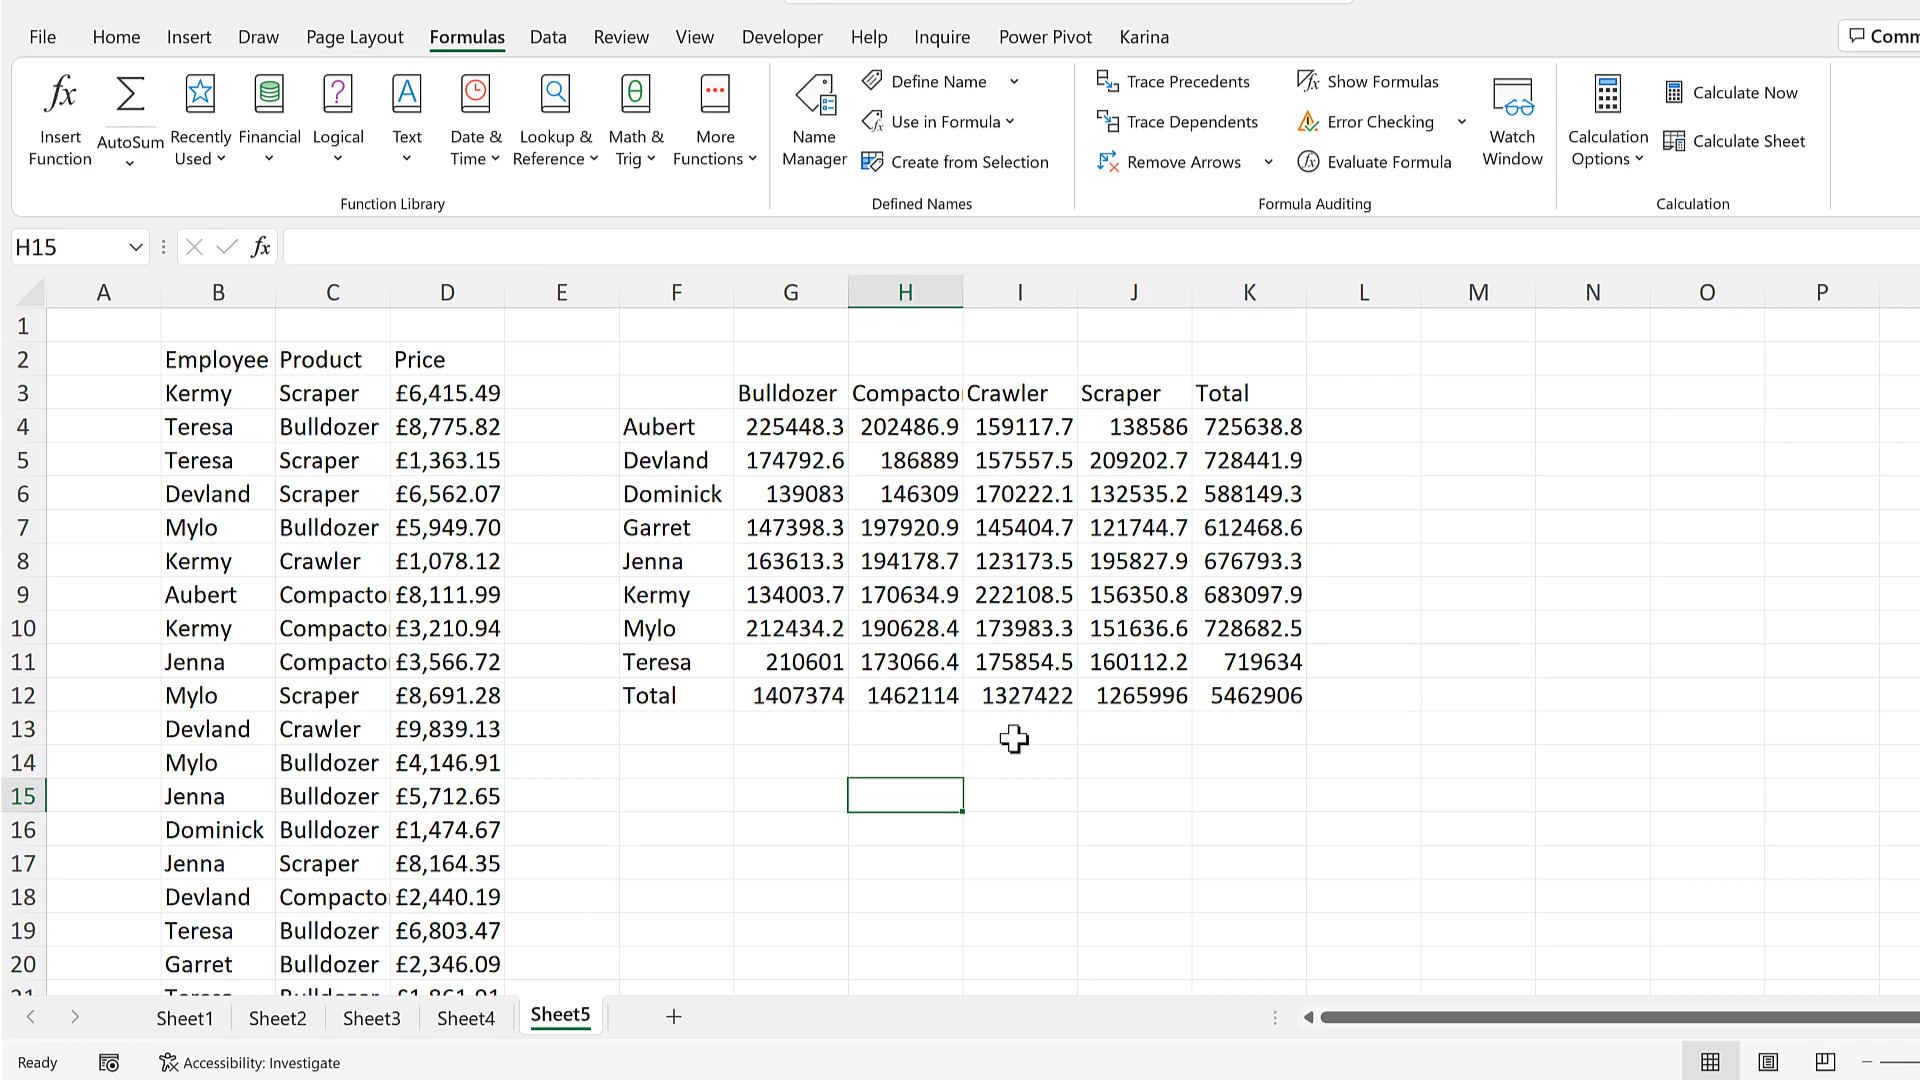 File Home Insert Draw Page Layout Formulas Data Review View Developer Help Inquire Power Pivot Karina
Insert Function
AutoSum
Recently Used
Financial
Logical
Text
Date & Time
Lookup & Reference
Math & Trig
More Functions
Function Library
Name Manager
Define Name
Use in Formula
Create from Selection
Defined Names
Trace Precedents
Trace Dependents
Remove Arrows
Show Formulas
Error Checking
Evaluate Formula
Watch Window
Formula Auditing
Calculation Options
Calculate Now
Calculate Sheet
Calculation
H15 fx
A B C D E F G H I J K L M N O P
1
2 Employee Product Price
3 Kermy Scraper £6,415.49 Bulldozer Compacto Crawler Scraper Total
4 Teresa Bulldozer £8,775.82 Aubert 225448.3 202486.9 159117.7 138586 725638.8
5 Teresa Scraper £1,363.15 Devland 174792.6 186889 157557.5 209202.7 728441.9
6 Devland Scraper £6,562.07 Dominick 139083 146309 170222.1 132535.2 588149.3
7 Mylo Bulldozer £5,949.70 Garret 147398.3 197920.9 145404.7 121744.7 612468.6
8 Kermy Crawler £1,078.12 Jenna 163613.3 194178.7 123173.5 195827.9 676793.3
9 Aubert Compacto £8,111.99 Kermy 134003.7 170634.9 222108.5 156350.8 683097.9
10 Kermy Compacto £3,210.94 Mylo 212434.2 190628.4 173983.3 151636.6 728682.5
11 Jenna Compacto £3,566.72 Teresa 210601 173066.4 175854.5 160112.2 719634
12 Mylo Scraper £8,691.28 Total 1407374 1462114 1327422 1265996 5462906
13 Devland Crawler £9,839.13
14 Mylo Bulldozer £4,146.91
15 Jenna Bulldozer £5,712.65
16 Dominick Bulldozer £1,474.67
17 Jenna Scraper £8,164.35
18 Devland Compacto £2,440.19
19 Teresa Bulldozer £6,803.47
20 Garret Bulldozer £2,346.09
Sheet1 Sheet2 Sheet3 Sheet4 Sheet5
Ready Accessibility: Investigate